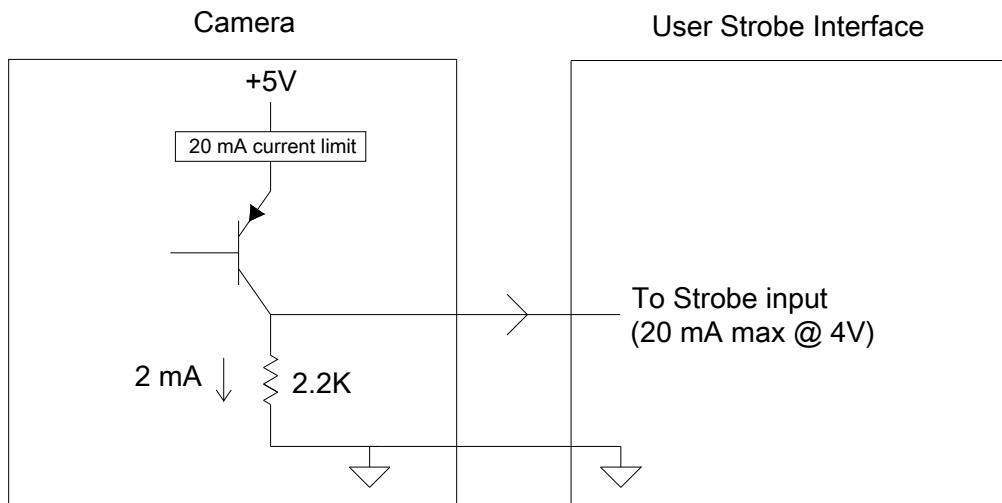 Camera
User Strobe Interface
+5V
20 mA current limit
To Strobe input
(20 mA max @ 4V)
2 mA
2.2K